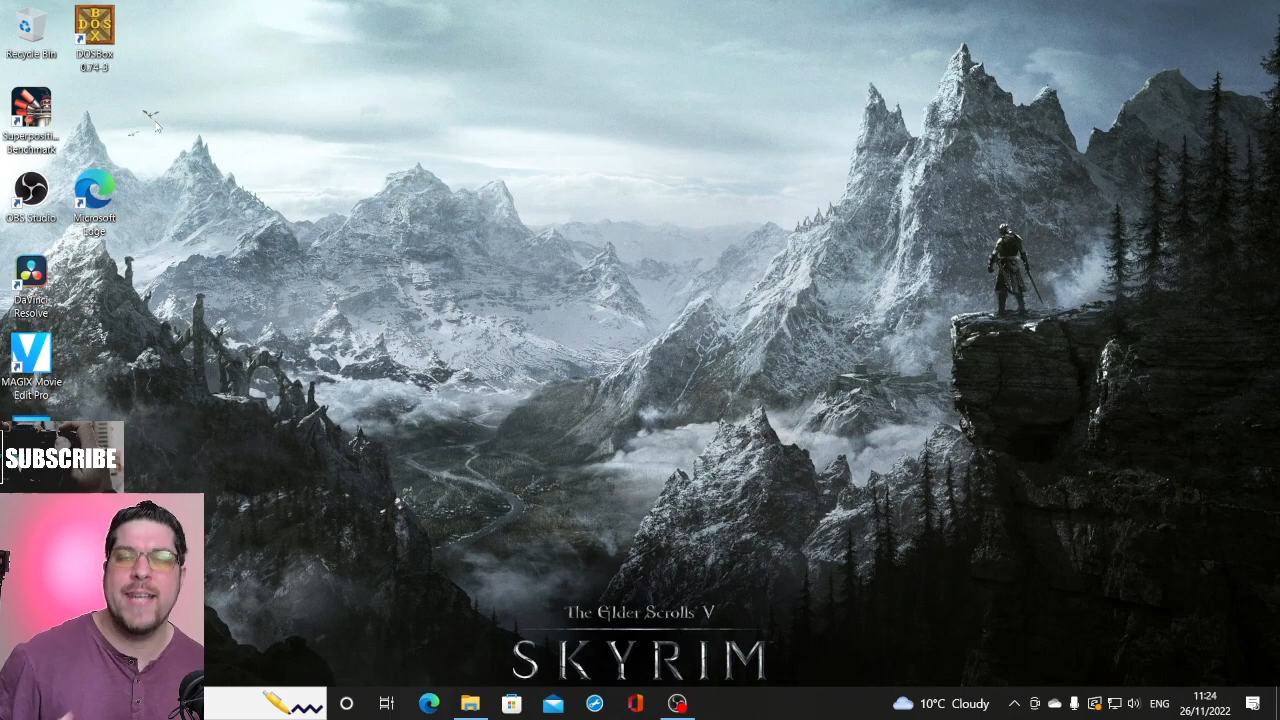 Recycle Bin
DOSBox
0.74-3
Superpositi...
Benchmark
OBS Studio
Microsoft
Edge
DaVinci
Resolve
MAGIX Movie
Edit Pro
SUBSCRIBE
The Elder Scrolls V
SKYRIM
10°C Cloudy
ENG
11:24
26/11/2022